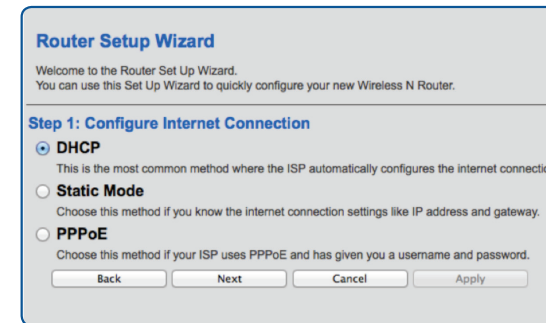 Router Setup Wizard
Welcome to the Router Set Up Wizard.
You can use this Set Up Wizard to quickly configure your new Wireless N Router.
Step 1: Configure Internet Connection
DHCP
This is the most common method where the ISP automatically configures the internet connectio
Static Mode
Choose this method if you know the internet connection settings like IP address and gateway.
PPPoE
Choose this method if your ISP uses PPPoE and has given you a username and password.
Back Next Cancel Apply